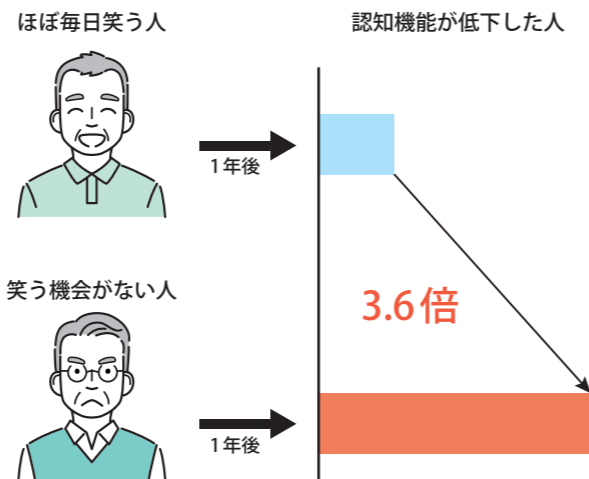 ほぼ毎日笑う人
認知機能が低下した人
1年後
3.6倍
笑う機会がない人
1年後